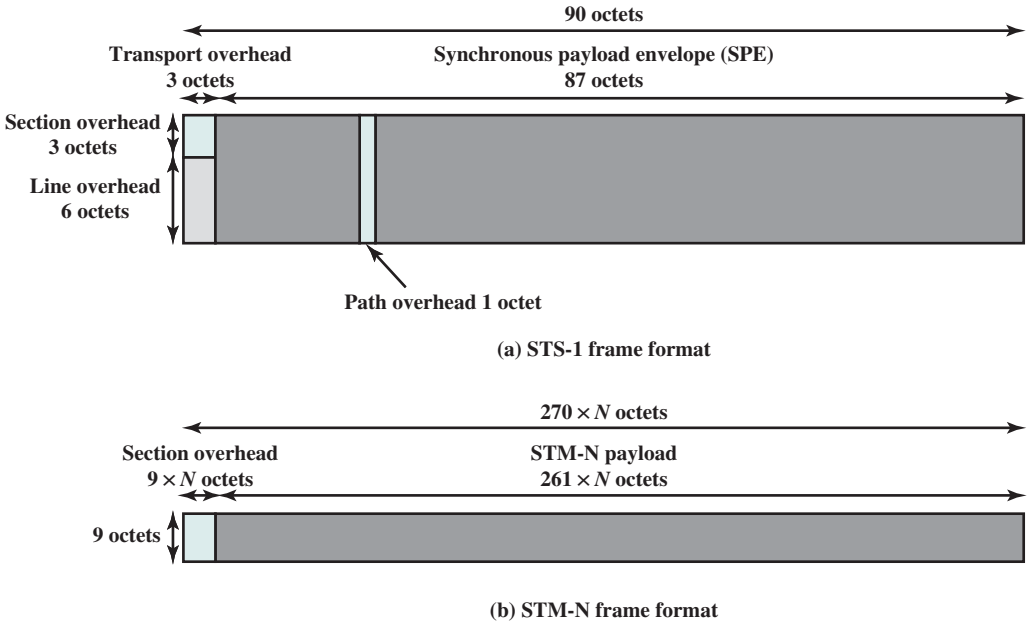 90 octets
Transport overhead
3 octets
Synchronous payload envelope (SPE)
87 octets
Section overhead
3 octets
Line overhead
6 octets
Path overhead 1 octet
(a) STS-1 frame format
270 × N octets
Section overhead
9 × N octets
STM-N payload
261 × N octets
9 octets
(b) STM-N frame format